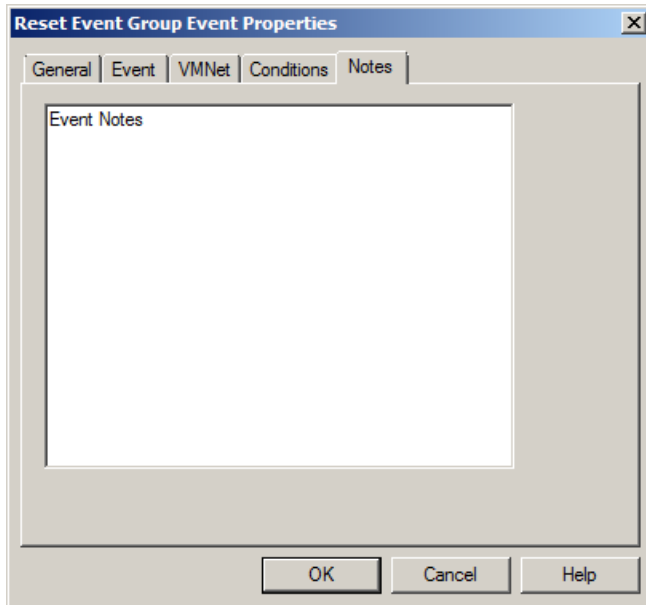 Reset Event Group Event Properties
General Event VMNet Conditions Notes
Event Notes
OK Cancel Help